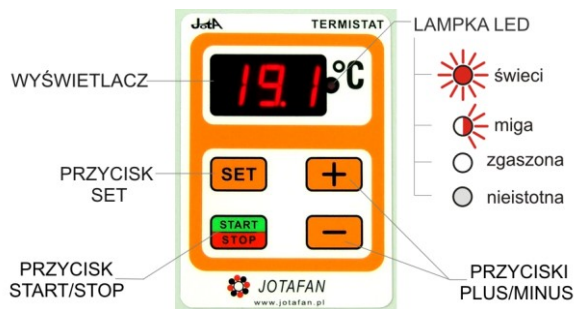 JotA
TERMISTAT
LAMPKA LED
WYŚWIETLACZ
19.1
°C
świeci
miga
zgaszona
nieistotna
PRZYCISK
SET
SET
+
START
STOP
−
PRZYCISK
START/STOP
PRZYCISKI
PLUS/MINUS
JOTAFAN
www.jotafan.pl